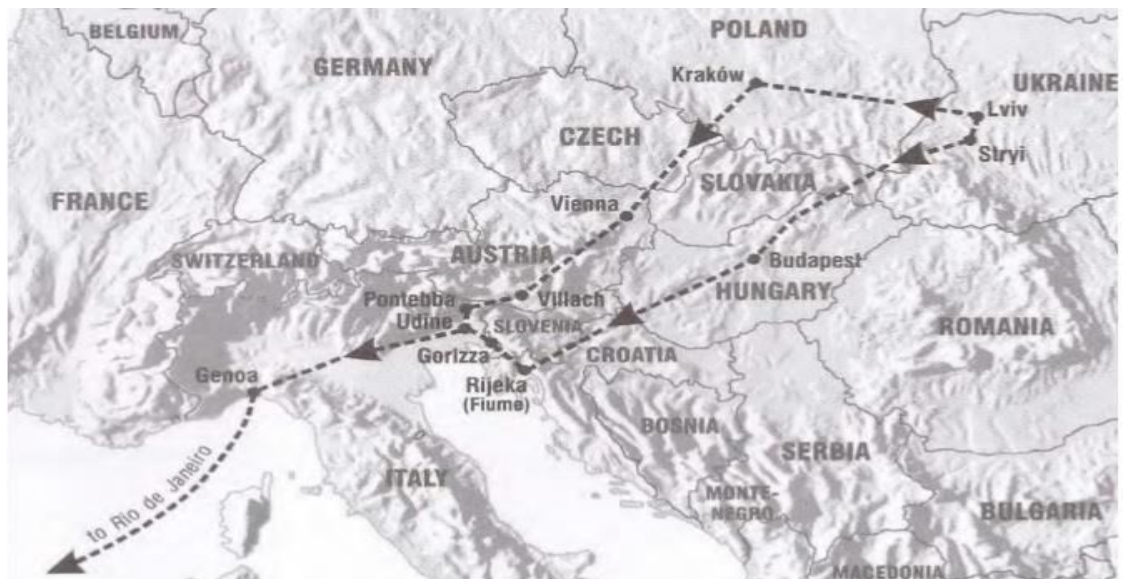 BELGIUM
POLAND
GERMANY
Kraków
UKRAINE
Lviv
CZECH
Stryi
SLOVAKIA
FRANCE
Vienna
AUSTRIA
SWITZERLAND
Budapest
HUNGARY
Pontebba
Villach
Udine
SLOVENIA
ROMANIA
Gorizza
CROATIA
Genoa
Rijeka
(Fiume)
BOSNIA
SERBIA
ITALY
to Rio de Janeiro
MONTE-
NEGRO
BULGARIA
MACEDONIA